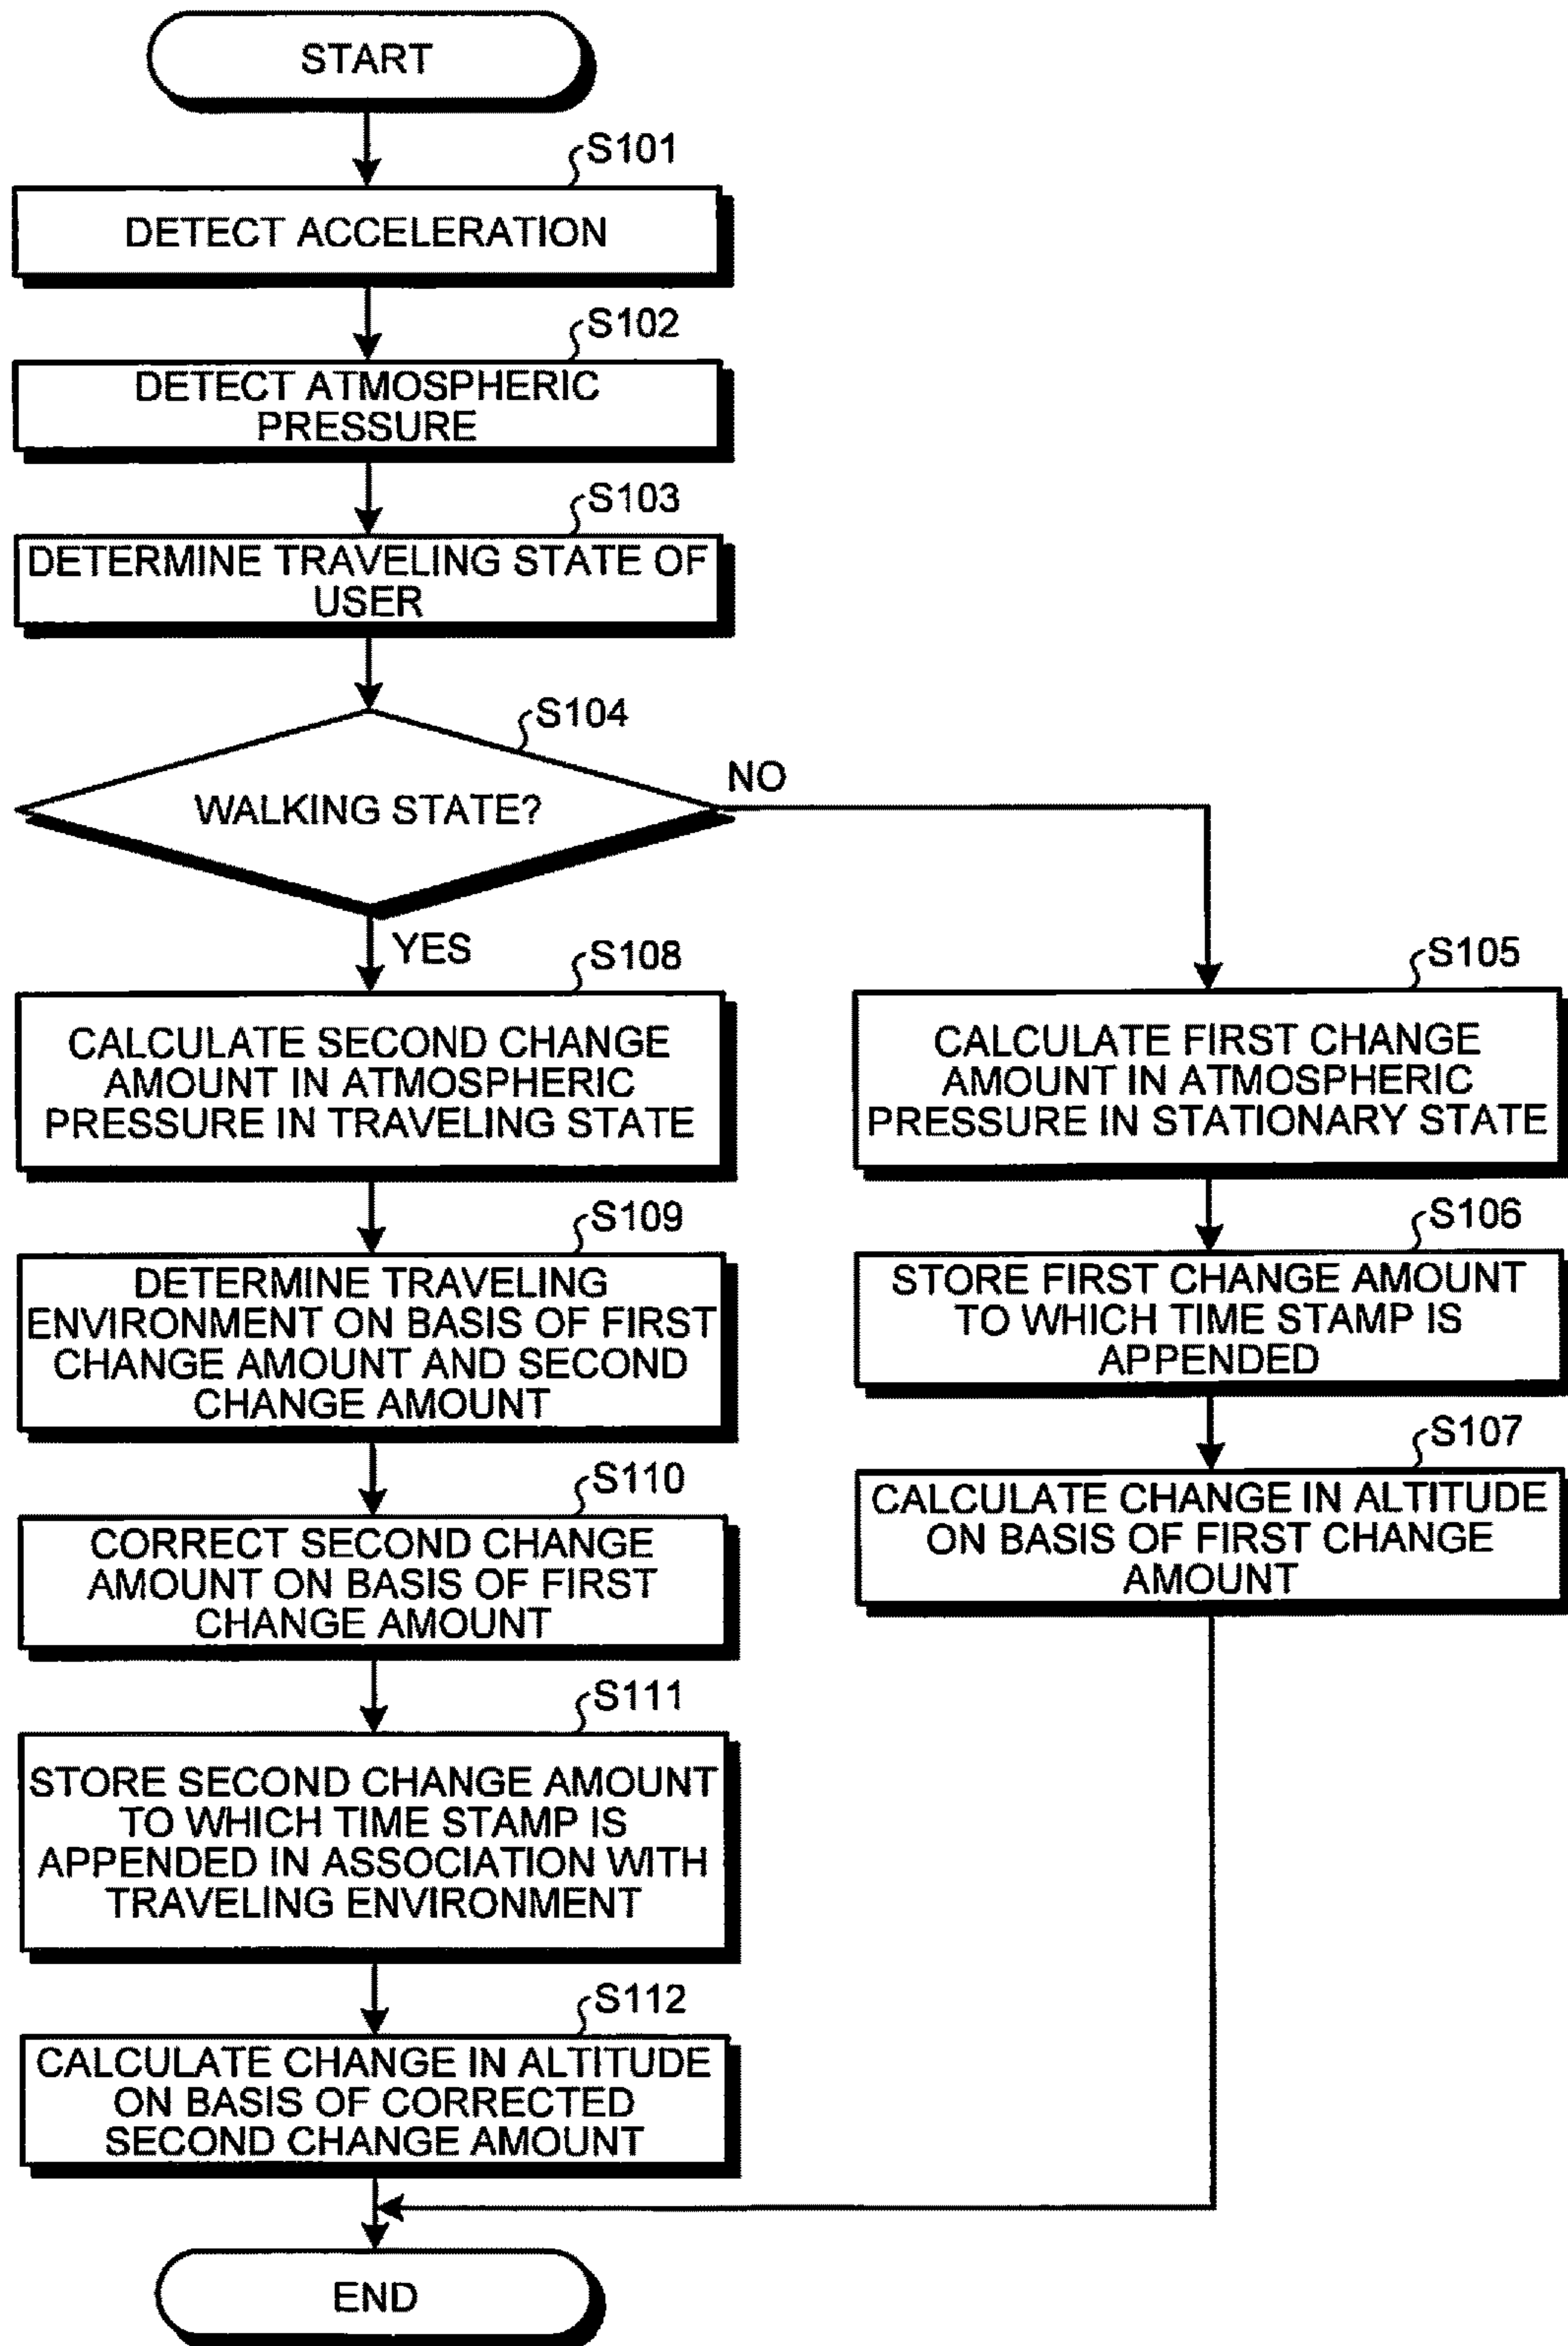 START
S101
DETECT ACCELERATION
S102
DETECT ATMOSPHERIC
PRESSURE
S103
DETERMINE TRAVELING STATE OF
USER
S104
WALKING STATE?
NO
YES
S108
CALCULATE SECOND CHANGE
AMOUNT IN ATMOSPHERIC
PRESSURE IN TRAVELING STATE
S109
DETERMINE TRAVELING
ENVIRONMENT ON BASIS OF FIRST
CHANGE AMOUNT AND SECOND
CHANGE AMOUNT
S110
CORRECT SECOND CHANGE
AMOUNT ON BASIS OF FIRST
CHANGE AMOUNT
S111
STORE SECOND CHANGE AMOUNT
TO WHICH TIME STAMP IS
APPENDED IN ASSOCIATION WITH
TRAVELING ENVIRONMENT
S112
CALCULATE CHANGE IN ALTITUDE
ON BASIS OF CORRECTED
SECOND CHANGE AMOUNT
S105
CALCULATE FIRST CHANGE
AMOUNT IN ATMOSPHERIC
PRESSURE IN STATIONARY STATE
S106
STORE FIRST CHANGE AMOUNT
TO WHICH TIME STAMP IS
APPENDED
S107
CALCULATE CHANGE IN ALTITUDE
ON BASIS OF FIRST CHANGE
AMOUNT
END